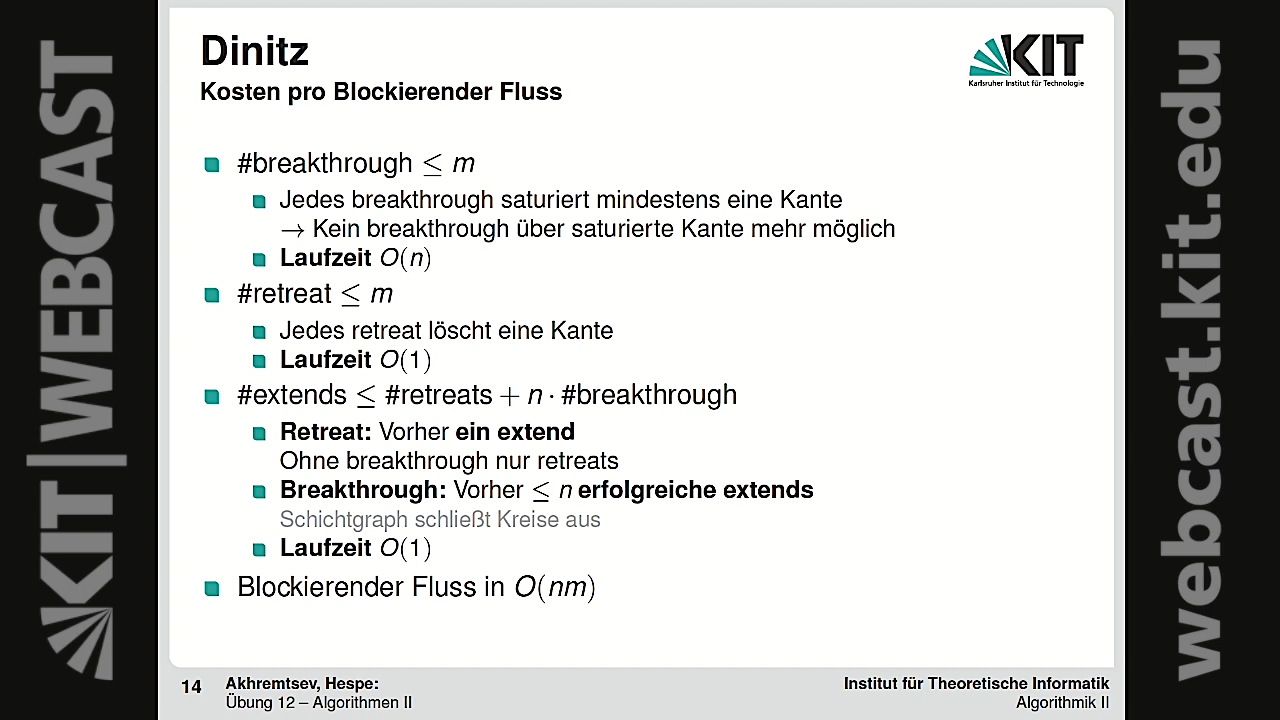 KIT|WEBCAST
Dinitz
Kosten pro Blockierender Fluss
KIT
Karlsruher Institut für Technologie
#breakthrough ≤ m
Jedes breakthrough saturiert mindestens eine Kante
→ Kein breakthrough über saturierte Kante mehr möglich
Laufzeit O(n)
#retreat ≤ m
Jedes retreat löscht eine Kante
Laufzeit O(1)
#extends ≤ #retreats + n · #breakthrough
Retreat: Vorher ein extend
Ohne breakthrough nur retreats
Breakthrough: Vorher ≤ n erfolgreiche extends
Schichtgraph schließt Kreise aus
Laufzeit O(1)
Blockierender Fluss in O(nm)
14
Akhremtsev, Hespe:
Übung 12 – Algorithmen II
Institut für Theoretische Informatik
Algorithmik II
webcast.kit.edu